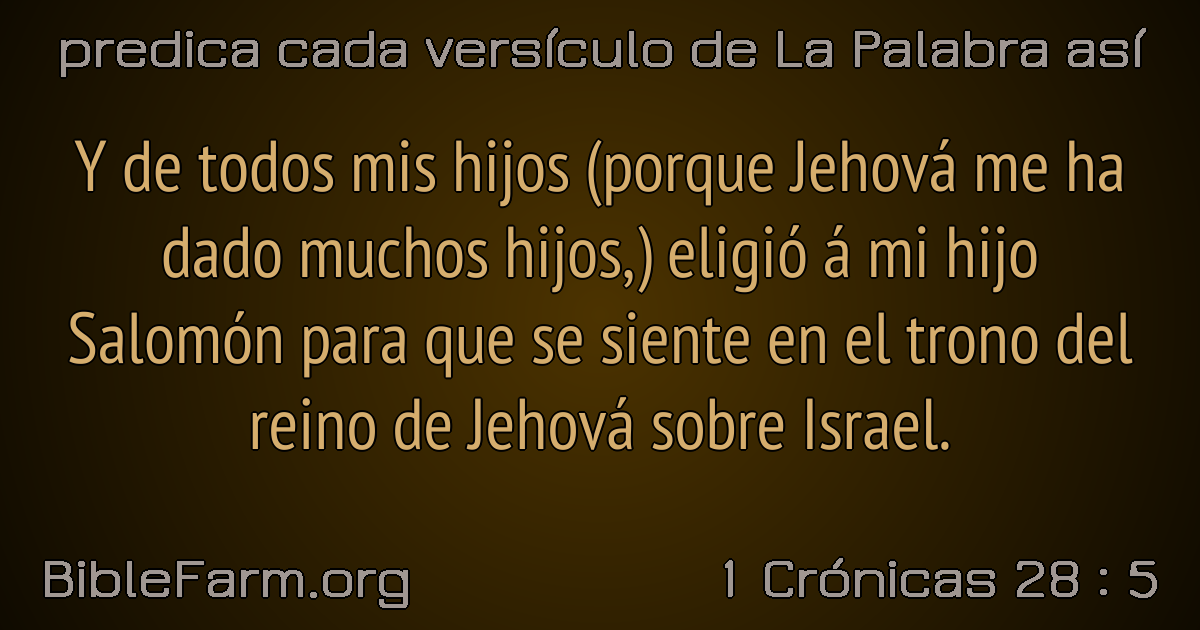 predica cada versículo de La Palabra así
Y de todos mis hijos (porque Jehová me ha
dado muchos hijos,) eligió á mi hijo
Salomón para que se siente en el trono del
reino de Jehová sobre Israel.
BibleFarm.org
1 Crónicas 28 : 5